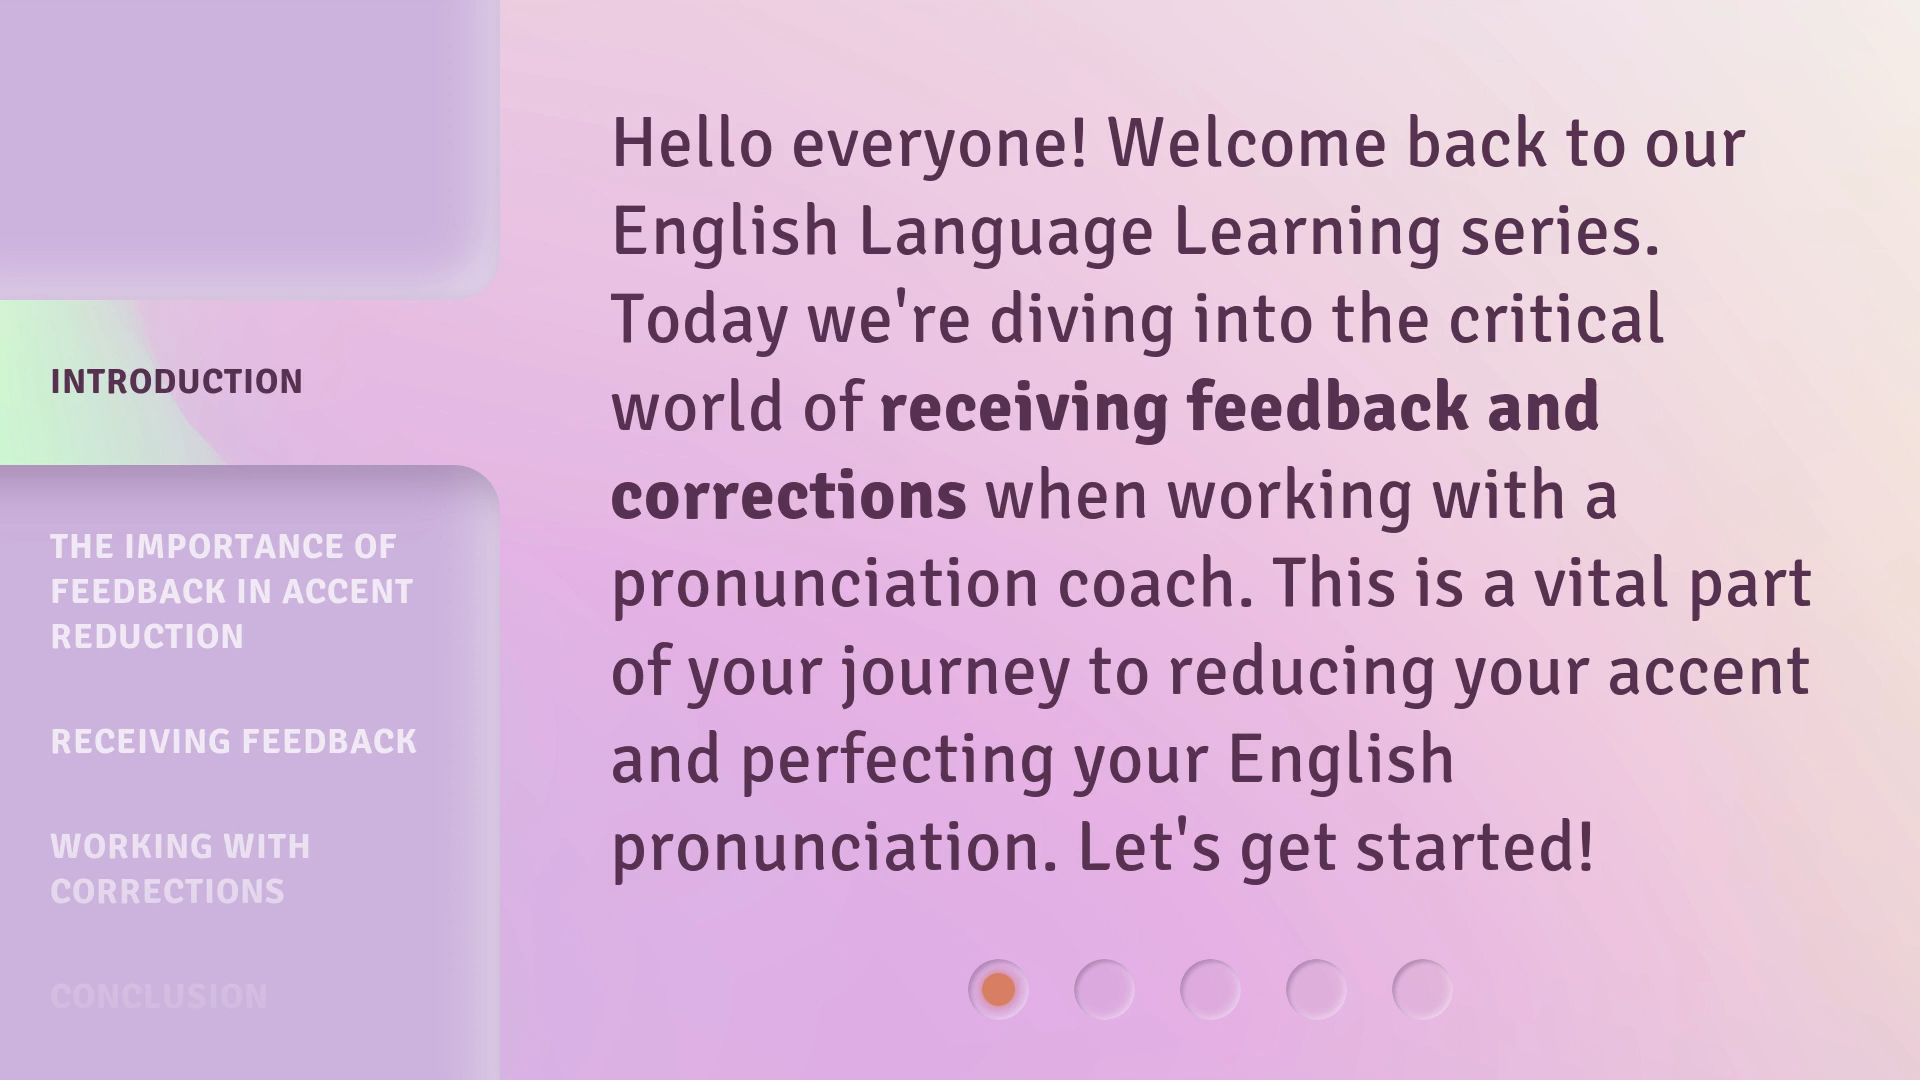 INTRODUCTION
THE IMPORTANCE OF
FEEDBACK IN ACCENT
REDUCTION
RECEIVING FEEDBACK
WORKING WITH
CORRECTIONS
CONCLUSION
Hello everyone! Welcome back to our
English Language Learning series.
Today we're diving into the critical
world of receiving feedback and
corrections when working with a
pronunciation coach. This is a vital part
of your journey to reducing your accent
and perfecting your English
pronunciation. Let's get started!